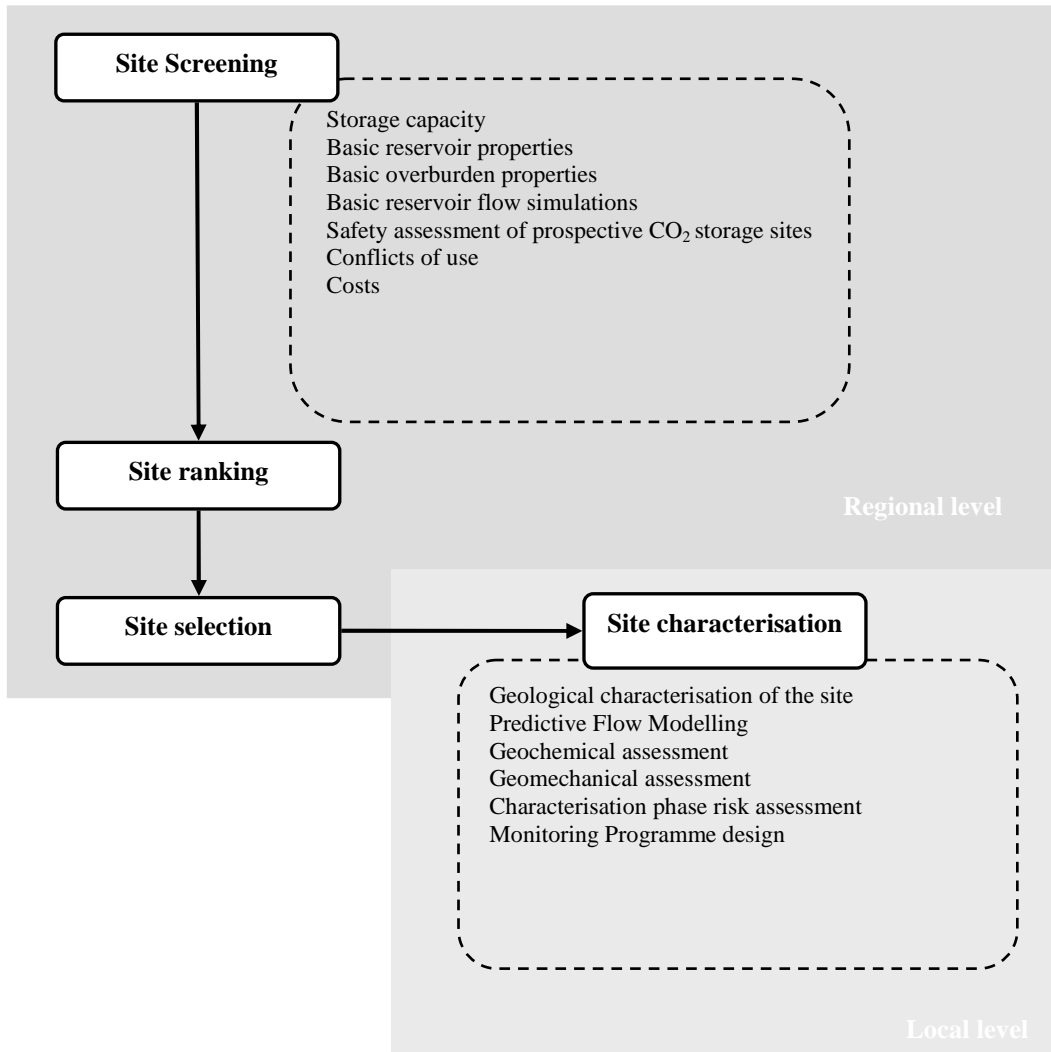 Site Screening
Storage capacity
Basic reservoir properties
Basic overburden properties
Basic reservoir flow simulations
Safety assessment of prospective CO₂ storage sites
Conflicts of use
Costs
Site ranking
Regional level
Site selection
Site characterisation
Geological characterisation of the site
Predictive Flow Modelling
Geochemical assessment
Geomechanical assessment
Characterisation phase risk assessment
Monitoring Programme design
Local level